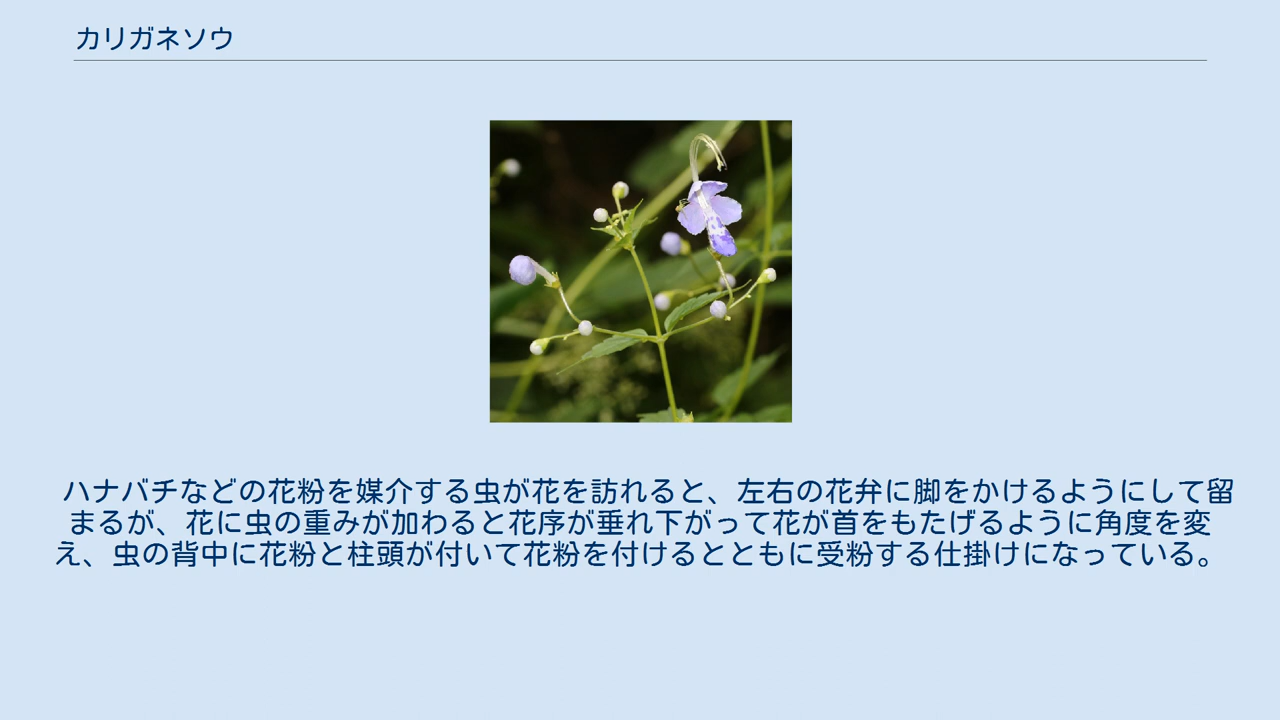 カリガネソウ
ハナバチなどの花粉を媒介する虫が花を訪れると、左右の花弁に脚をかけるようにして留
まるが、花に虫の重みが加わると花序が垂れ下がって花が首をもたげるように角度を変
え、虫の背中に花粉と柱頭が付いて花粉を付けるとともに受粉する仕掛けになっている。